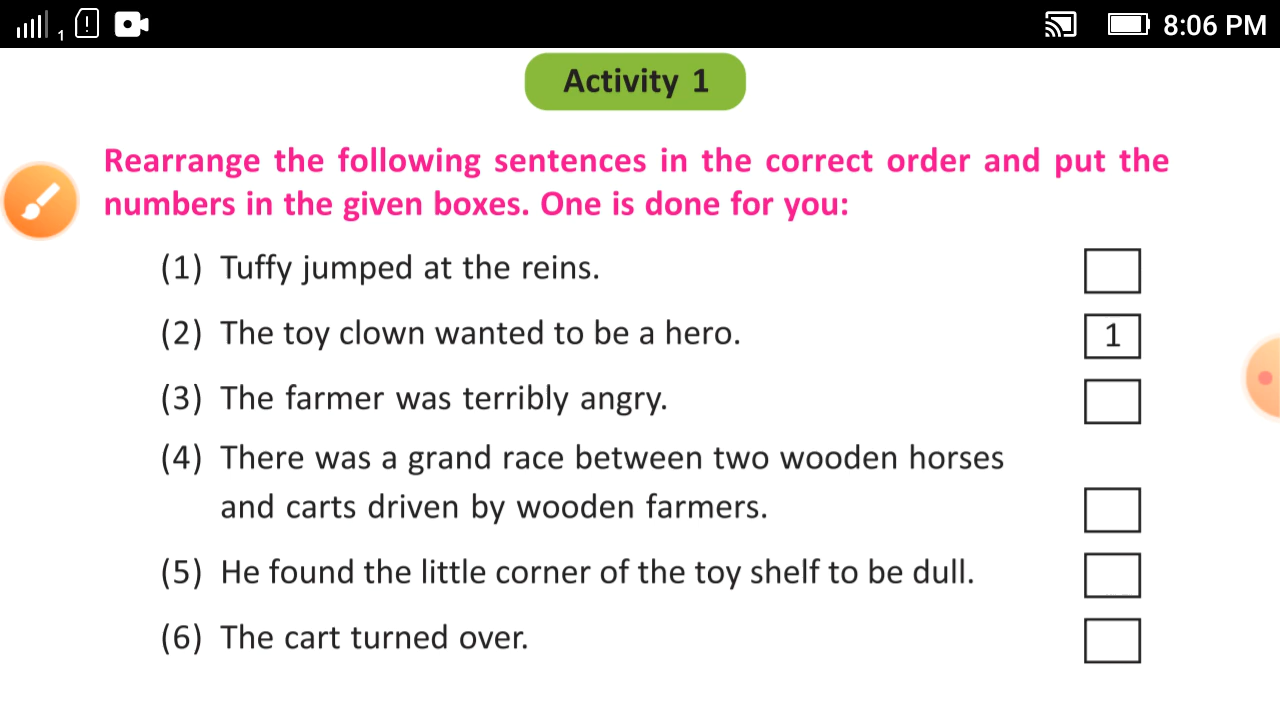 1
8:06 PM
Activity 1
Rearrange the following sentences in the correct order and put the
numbers in the given boxes. One is done for you:
(1) Tuffy jumped at the reins.
(2) The toy clown wanted to be a hero. 1
(3) The farmer was terribly angry.
(4) There was a grand race between two wooden horses
and carts driven by wooden farmers.
(5) He found the little corner of the toy shelf to be dull.
(6) The cart turned over.